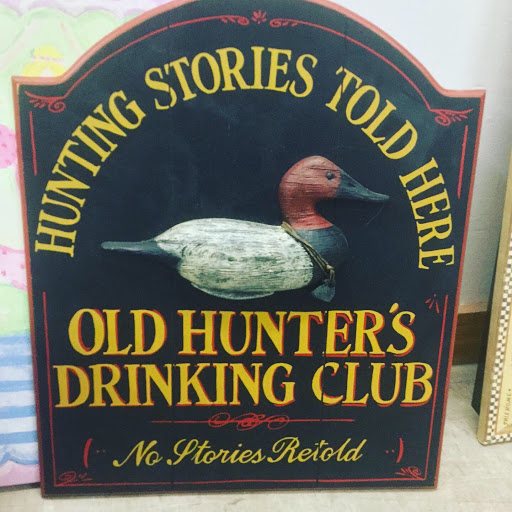 HUNTING STORIES TOLD HERE
OLD HUNTER'S
DRINKING CLUB
No Stories Retold